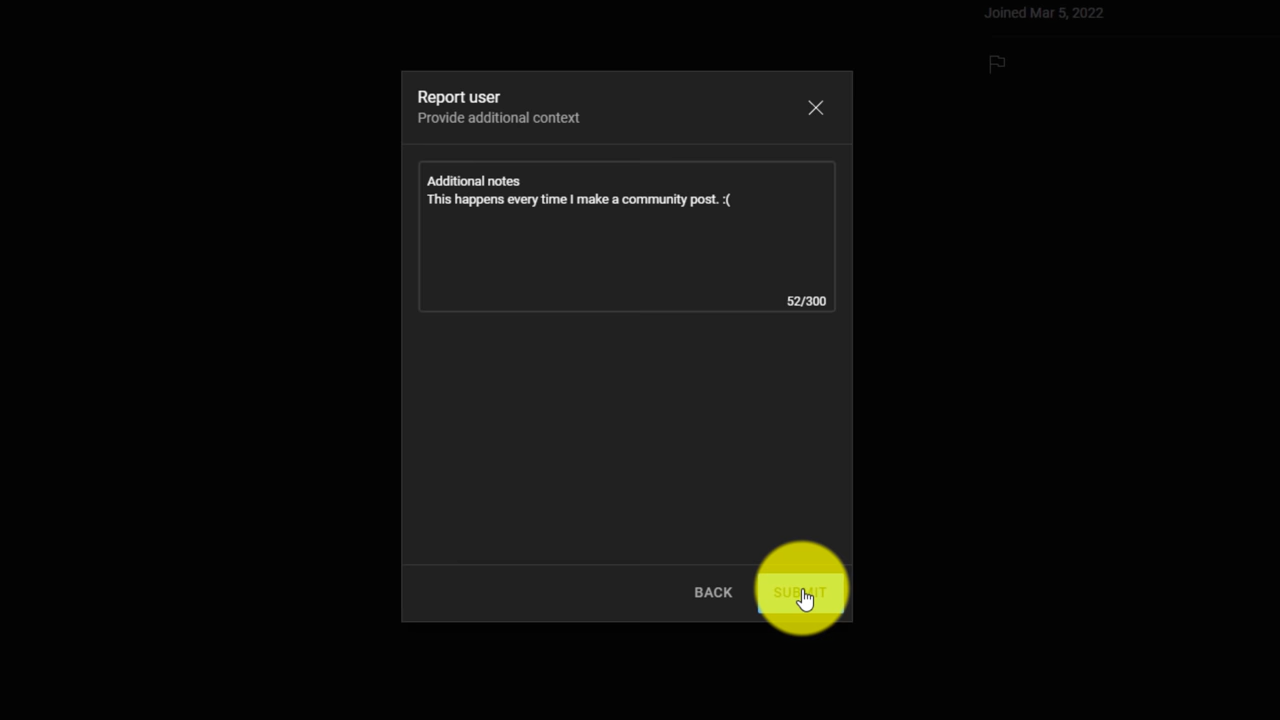 Joined Mar 5, 2022
Report user
Provide additional context
Additional notes
This happens every time I make a community post. :(
52/300
BACK
SUBMIT